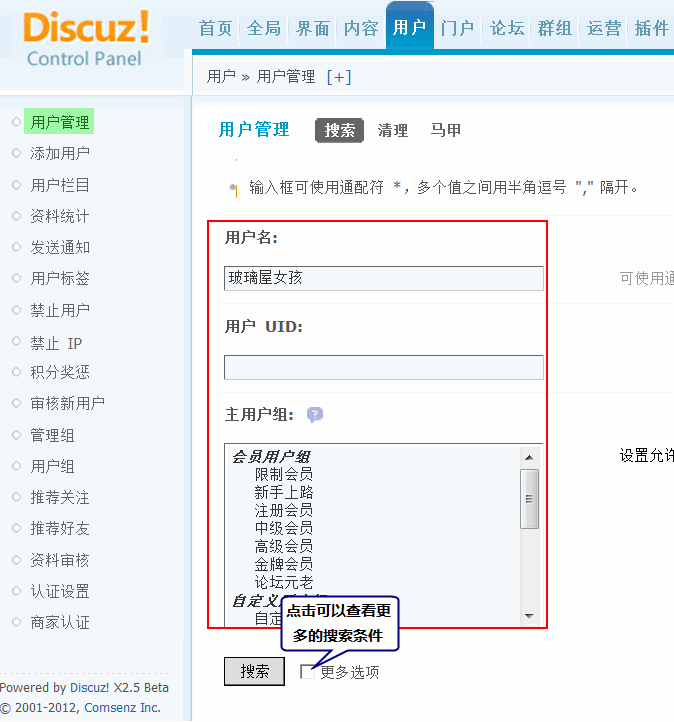 Discuz!
Control Panel
首页 全局 界面 内容 用户 门户 论坛 群组 运营 插件
用户 » 用户管理 [+]
用户管理
添加用户
用户栏目
资料统计
发送通知
用户标签
禁止用户
禁止 IP
积分奖惩
审核新用户
管理组
用户组
推荐关注
推荐好友
资料审核
认证设置
商家认证
Powered by Discuz! X2.5 Beta
© 2001-2012, Comsenz Inc.
用户管理 搜索 清理 马甲
输入框可使用通配符 *，多个值之间用半角逗号 "," 隔开。
用户名:
玻璃屋女孩 可使用通
用户 UID:
主用户组: ?
会员用户组 设置允许
限制会员
新手上路
注册会员
中级会员
高级会员
金牌会员
论坛元老
自定义
自定
点击可以查看更
多的搜索条件
搜索 更多选项